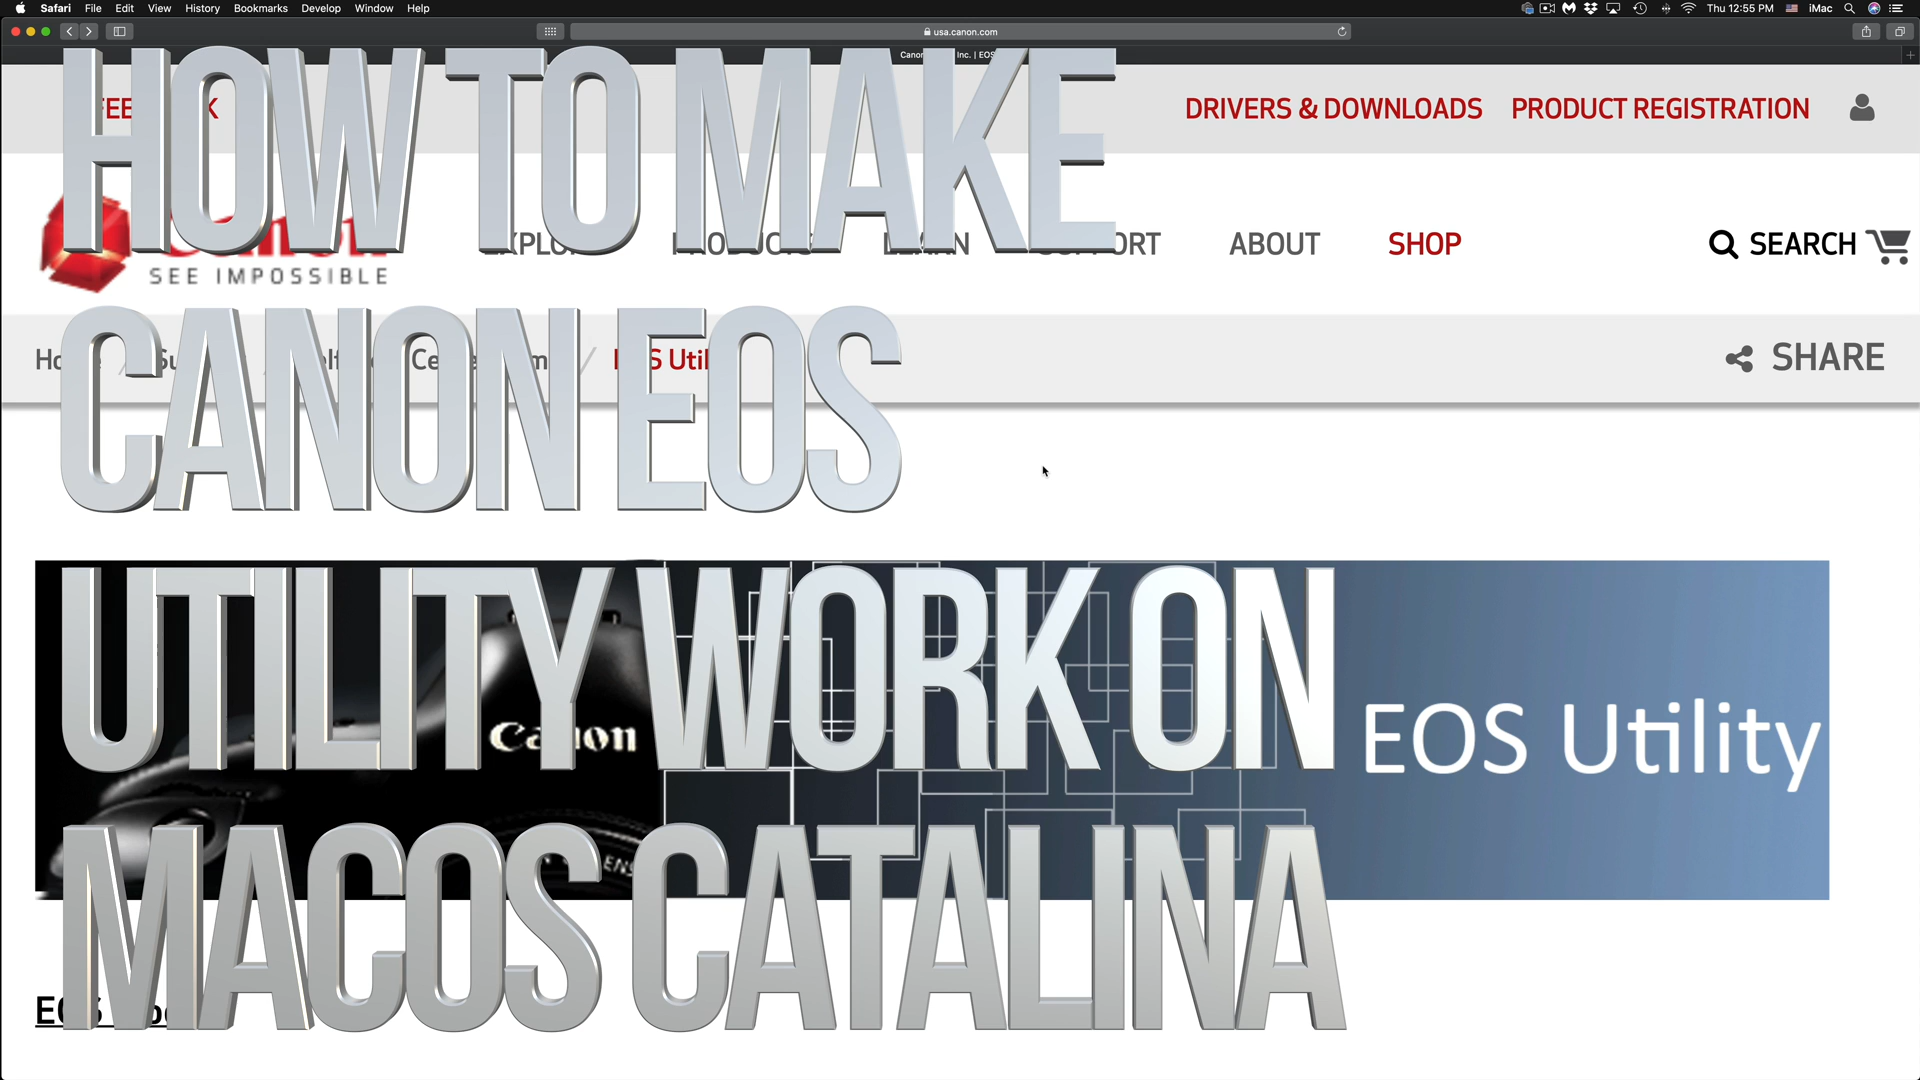 Safari File Edit View History Bookmarks Develop Window Help Thu 12:55 PM iMac
usa.canon.com
Inc. | EOS
HOW TO MAKE
DRIVERS & DOWNLOADS PRODUCT REGISTRATION
ABOUT SHOP SEARCH
SEE IMPOSSIBLE
CANON EOS
SHARE
UTILITY WORK ON
Canon
EOS Utility
MACOS CATALINA